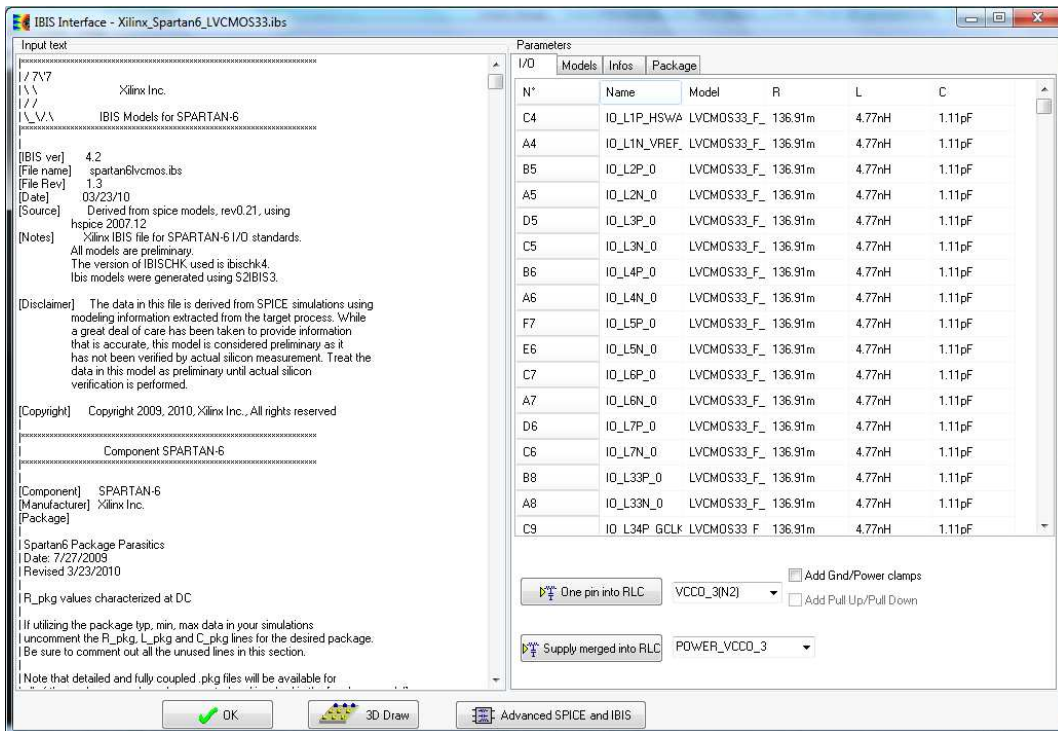 IBIS Interface - Xilinx_Spartan6_LVCMOS33.ibs
Input text
|/ 7\'7
|\ \ Xilinx Inc.
|/ /
|\_\/.\ IBIS Models for SPARTAN-6
|
[IBIS ver] 4.2
[File name] spartan6lvcmos.ibs
[File Rev] 1.3
[Date] 03/23/10
[Source] Derived from spice models, rev0.21, using
hspice 2007.12
[Notes] Xilinx IBIS file for SPARTAN-6 I/O standards.
All models are preliminary.
The version of IBISCHK used is ibischk4.
Ibis models were generated using S2IBIS3.
[Disclaimer] The data in this file is derived from SPICE simulations using
modeling information extracted from the target process. While
a great deal of care has been taken to provide information
that is accurate, this model is considered preliminary as it
has not been verified by actual silicon measurement. Treat the
data in this model as preliminary until actual silicon
verification is performed.
[Copyright] Copyright 2009, 2010, Xilinx Inc., All rights reserved
|
| Component SPARTAN-6
|
[Component] SPARTAN-6
[Manufacturer] Xilinx Inc.
[Package]
|
| Spartan6 Package Parasitics
| Date: 7/27/2009
| Revised 3/23/2010
|
| R_pkg values characterized at DC
|
| If utilizing the package typ, min, max data in your simulations
| uncomment the R_pkg, L_pkg and C_pkg lines for the desired package.
| Be sure to comment out all the unused lines in this section.
|
| Note that detailed and fully coupled .pkg files will be available for
Parameters
I/O Models Infos Package
N° Name Model R L C
C4 IO_L1P_HSWA LVCMOS33_F_ 136.91m 4.77nH 1.11pF
A4 IO_L1N_VREF_ LVCMOS33_F_ 136.91m 4.77nH 1.11pF
B5 IO_L2P_0 LVCMOS33_F_ 136.91m 4.77nH 1.11pF
A5 IO_L2N_0 LVCMOS33_F_ 136.91m 4.77nH 1.11pF
D5 IO_L3P_0 LVCMOS33_F_ 136.91m 4.77nH 1.11pF
C5 IO_L3N_0 LVCMOS33_F_ 136.91m 4.77nH 1.11pF
B6 IO_L4P_0 LVCMOS33_F_ 136.91m 4.77nH 1.11pF
A6 IO_L4N_0 LVCMOS33_F_ 136.91m 4.77nH 1.11pF
F7 IO_L5P_0 LVCMOS33_F_ 136.91m 4.77nH 1.11pF
E6 IO_L5N_0 LVCMOS33_F_ 136.91m 4.77nH 1.11pF
C7 IO_L6P_0 LVCMOS33_F_ 136.91m 4.77nH 1.11pF
A7 IO_L6N_0 LVCMOS33_F_ 136.91m 4.77nH 1.11pF
D6 IO_L7P_0 LVCMOS33_F_ 136.91m 4.77nH 1.11pF
C6 IO_L7N_0 LVCMOS33_F_ 136.91m 4.77nH 1.11pF
B8 IO_L33P_0 LVCMOS33_F_ 136.91m 4.77nH 1.11pF
A8 IO_L33N_0 LVCMOS33_F_ 136.91m 4.77nH 1.11pF
C9 IO_L34P_GCLK LVCMOS33_F 136.91m 4.77nH 1.11pF
One pin into RLC VCCO_3(N2) Add Gnd/Power clamps
Add Pull Up/Pull Down
Supply merged into RLC POWER_VCCO_3
OK 3D Draw Advanced SPICE and IBIS